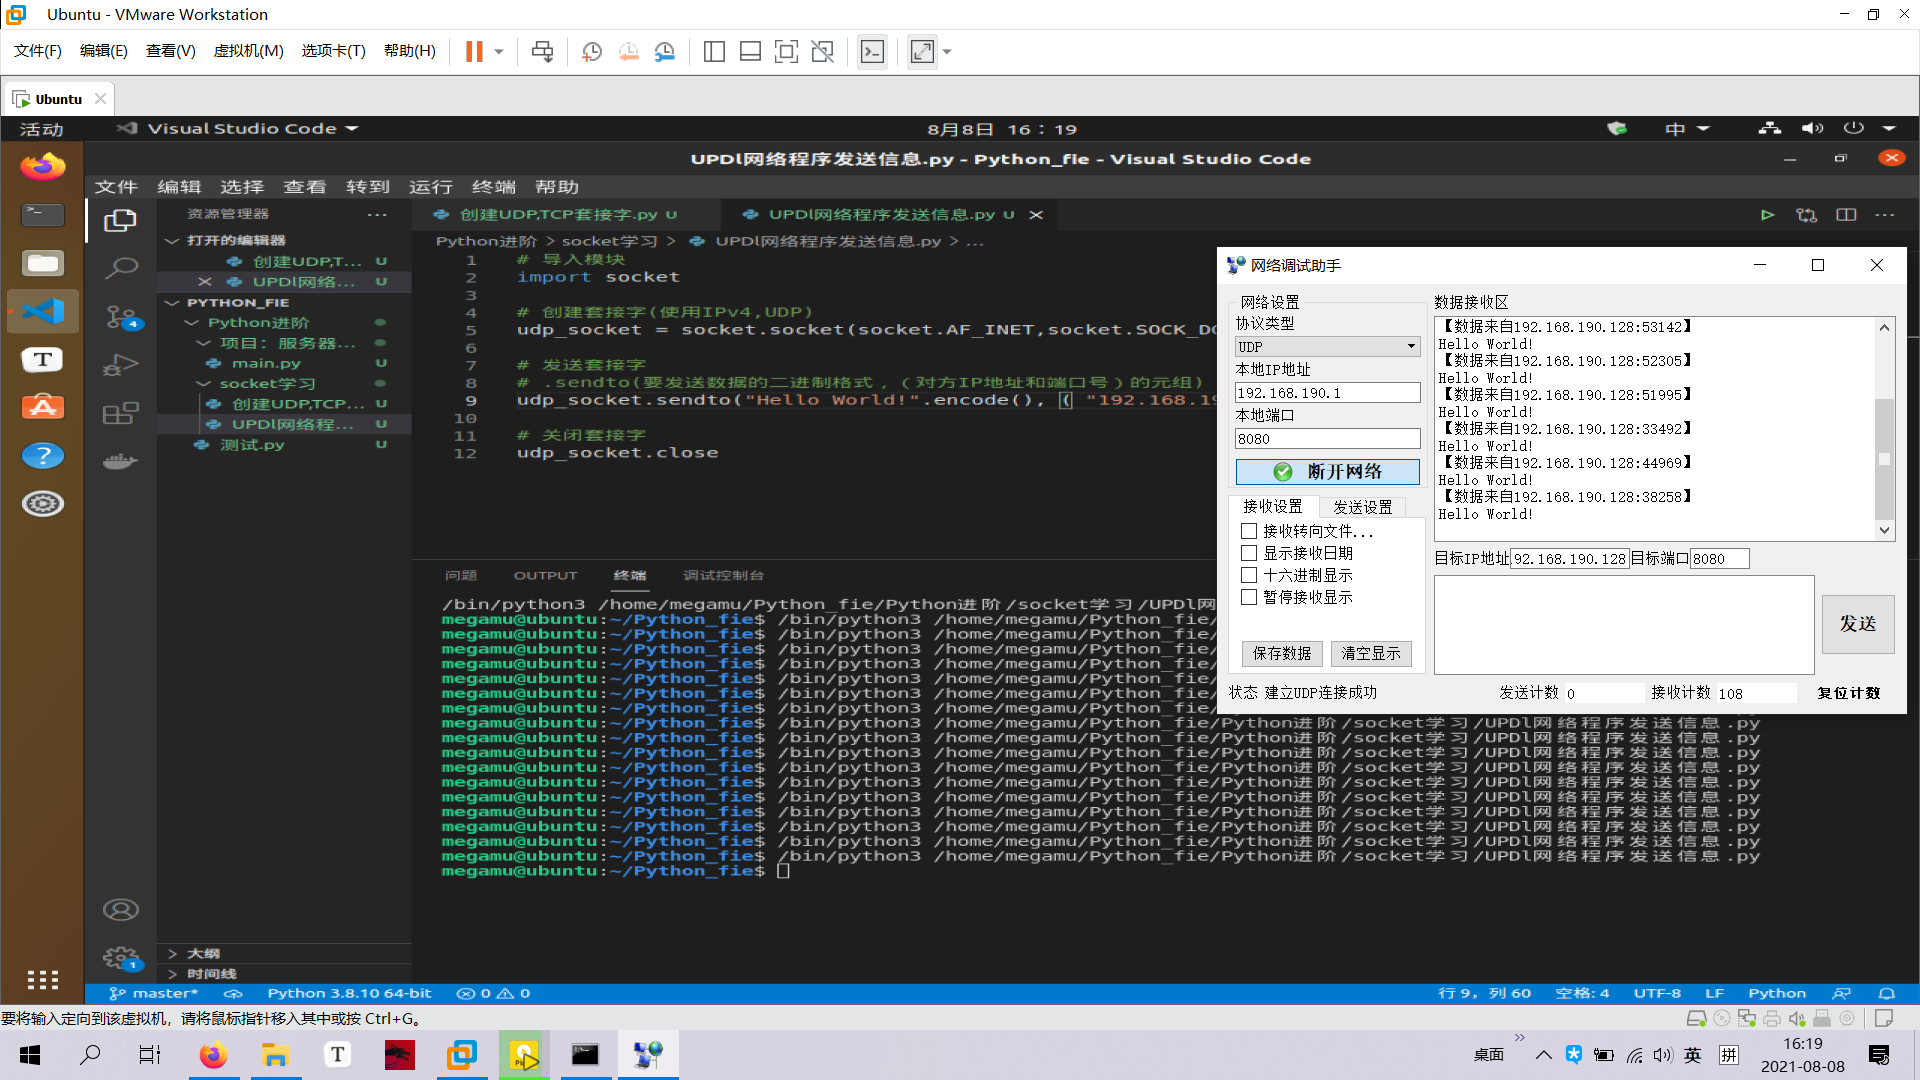 Ubuntu - VMware Workstation
文件(F) 编辑(E) 查看(V) 虚拟机(M) 选项卡(T) 帮助(H)
Ubuntu
活动 Visual Studio Code 8月8日 16：19 中
UPDl网络程序发送信息.py - Python_fie - Visual Studio Code
文件 编辑 选择 查看 转到 运行 终端 帮助
资源管理器 ···
打开的编辑器
创建UDP,T... U
UPDl网络... U
PYTHON_FIE
Python进阶
项目：服务器...
main.py U
socket学习
创建UDP,TCP... U
UPDl网络程... U
测试.py U
大纲
时间线
创建UDP,TCP套接字.py U UPDl网络程序发送信息.py U
Python进阶 > socket学习 > UPDl网络程序发送信息.py > ...
1 # 导入模块
2 import socket
3
4 # 创建套接字(使用IPv4,UDP)
5 udp_socket = socket.socket(socket.AF_INET,socket.SOCK_DG
6
7 # 发送套接字
8 # .sendto(要发送数据的二进制格式，（对方IP地址和端口号）的元组)
9 udp_socket.sendto("Hello World!".encode(), ( "192.168.19
10
11 # 关闭套接字
12 udp_socket.close
问题 OUTPUT 终端 调试控制台
/bin/python3 /home/megamu/Python_fie/Python进阶/socket学习/UPDl网
megamu@ubuntu:~/Python_fie$ /bin/python3 /home/megamu/Python_fie/
megamu@ubuntu:~/Python_fie$ /bin/python3 /home/megamu/Python_fie/
megamu@ubuntu:~/Python_fie$ /bin/python3 /home/megamu/Python_fie/
megamu@ubuntu:~/Python_fie$ /bin/python3 /home/megamu/Python_fie/
megamu@ubuntu:~/Python_fie$ /bin/python3 /home/megamu/Python_fie/
megamu@ubuntu:~/Python_fie$ /bin/python3 /home/megamu/Python_fie/
megamu@ubuntu:~/Python_fie$ /bin/python3 /home/megamu/Python_fie/
megamu@ubuntu:~/Python_fie$ /bin/python3 /home/megamu/Python_fie/Python进阶/socket学习/UPDl网络程序发送信息.py
megamu@ubuntu:~/Python_fie$ /bin/python3 /home/megamu/Python_fie/Python进阶/socket学习/UPDl网络程序发送信息.py
megamu@ubuntu:~/Python_fie$ /bin/python3 /home/megamu/Python_fie/Python进阶/socket学习/UPDl网络程序发送信息.py
megamu@ubuntu:~/Python_fie$ /bin/python3 /home/megamu/Python_fie/Python进阶/socket学习/UPDl网络程序发送信息.py
megamu@ubuntu:~/Python_fie$ /bin/python3 /home/megamu/Python_fie/Python进阶/socket学习/UPDl网络程序发送信息.py
megamu@ubuntu:~/Python_fie$ /bin/python3 /home/megamu/Python_fie/Python进阶/socket学习/UPDl网络程序发送信息.py
megamu@ubuntu:~/Python_fie$ /bin/python3 /home/megamu/Python_fie/Python进阶/socket学习/UPDl网络程序发送信息.py
megamu@ubuntu:~/Python_fie$ /bin/python3 /home/megamu/Python_fie/Python进阶/socket学习/UPDl网络程序发送信息.py
megamu@ubuntu:~/Python_fie$ /bin/python3 /home/megamu/Python_fie/Python进阶/socket学习/UPDl网络程序发送信息.py
megamu@ubuntu:~/Python_fie$ /bin/python3 /home/megamu/Python_fie/Python进阶/socket学习/UPDl网络程序发送信息.py
megamu@ubuntu:~/Python_fie$
网络调试助手
网络设置
协议类型
UDP
本地IP地址
192.168.190.1
本地端口
8080
断开网络
接收设置 发送设置
接收转向文件...
显示接收日期
十六进制显示
暂停接收显示
保存数据 清空显示
数据接收区
【数据来自192.168.190.128:53142】
Hello World!
【数据来自192.168.190.128:52305】
Hello World!
【数据来自192.168.190.128:51995】
Hello World!
【数据来自192.168.190.128:33492】
Hello World!
【数据来自192.168.190.128:44969】
Hello World!
【数据来自192.168.190.128:38258】
Hello World!
目标IP地址 92.168.190.128 目标端口 8080
发送
状态 建立UDP连接成功 发送计数 0 接收计数 108 复位计数
4
1
master* Python 3.8.10 64-bit 0 0 行 9，列 60 空格: 4 UTF-8 LF Python
要将输入定向到该虚拟机，请将鼠标指针移入其中或按 Ctrl+G。
桌面 英 拼 16:19
2021-08-08